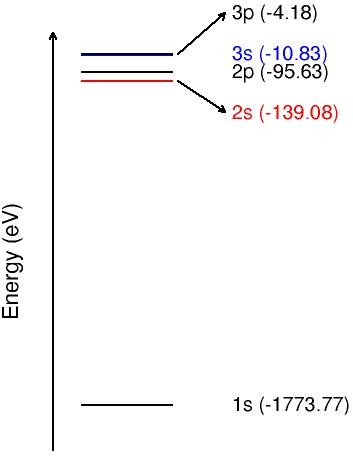 3p (-4.18)
3s (-10.83)
2p (-95.63)
2s (-139.08)
Energy (eV)
1s (-1773.77)